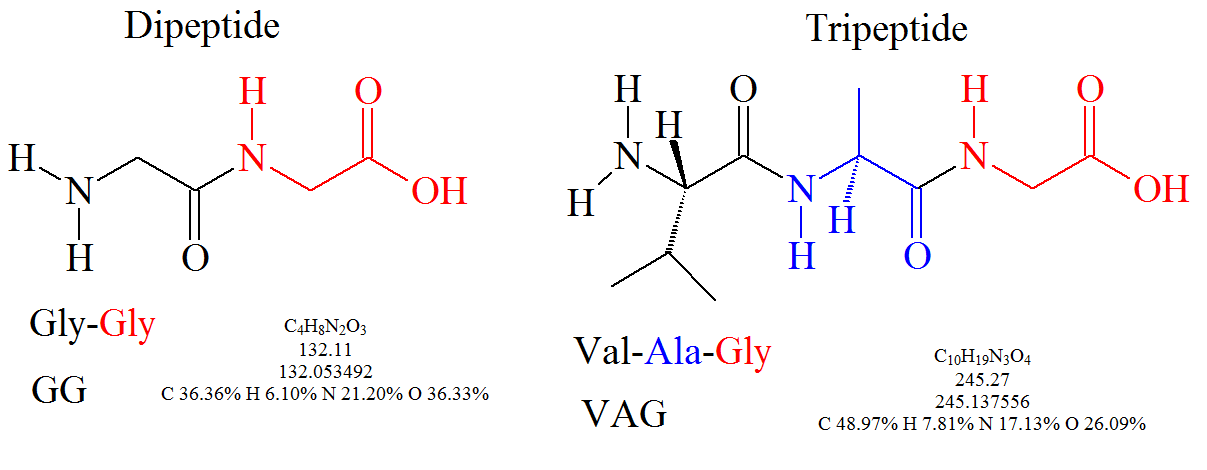 Dipeptide
H
O
H
N
N
OH
H
O
Gly-Gly
GG
C₄H₈N₂O₃
132.11
132.053492
C 36.36% H 6.10% N 21.20% O 36.33%
Tripeptide
H
O
H
O
H
N
N
H
N
H
OH
H
O
Val-Ala-Gly
VAG
C₁₀H₁₉N₃O₄
245.27
245.137556
C 48.97% H 7.81% N 17.13% O 26.09%